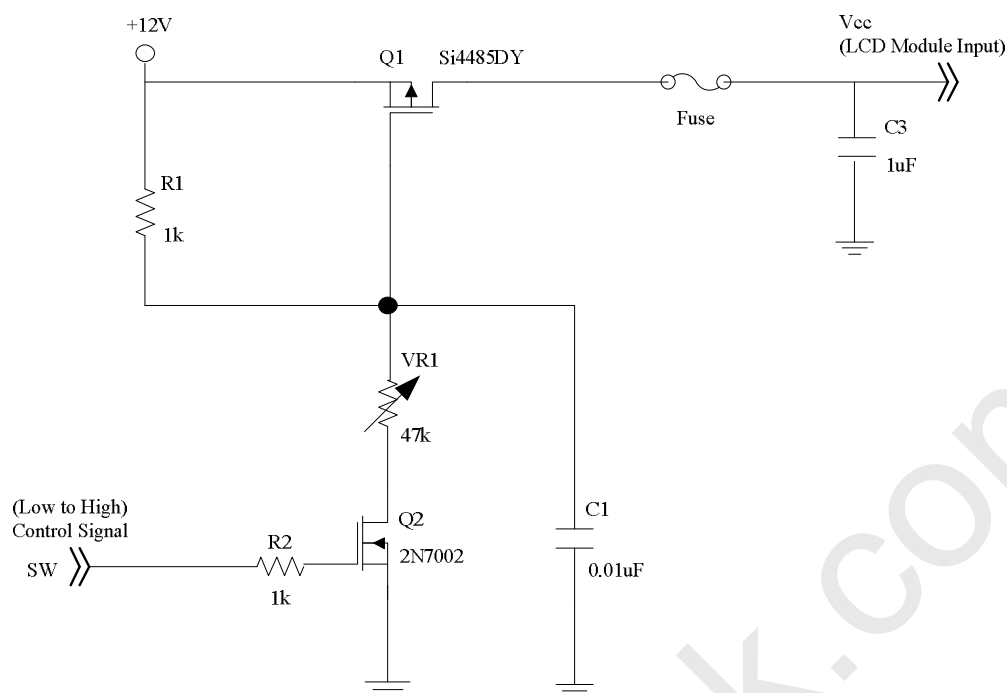 +12V
Vcc
(LCD Module Input)
Q1
Si4485DY
Fuse
C3
1uF
R1
1k
VR1
47k
(Low to High)
Control Signal
SW
R2
1k
Q2
2N7002
C1
0.01uF
k.com